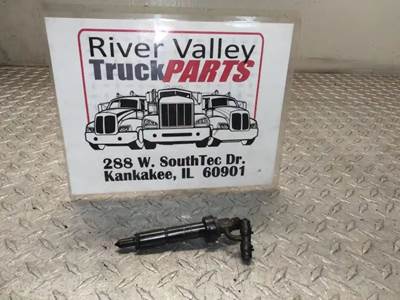 River Valley
TruckPARTS
288 W. SouthTec Dr.
Kankakee, IL 60901